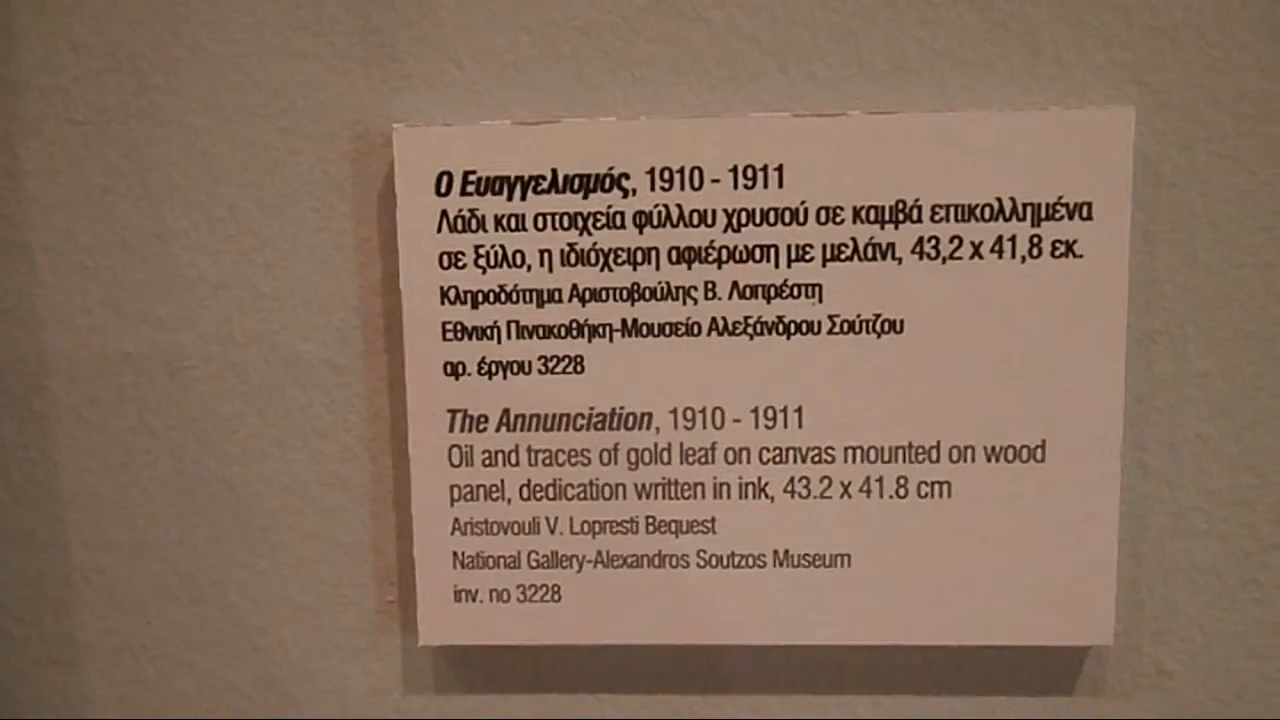 Ο Ευαγγελισμός, 1910 - 1911
Λάδι και στοιχεία φύλλου χρυσού σε καμβά επικολλημένα
σε ξύλο, η ιδιόχειρη αφιέρωση με μελάνι, 43,2 x 41,8 εκ.
Κληροδότημα Αριστοβούλης Β. Λοπρέστη
Εθνική Πινακοθήκη-Μουσείο Αλεξάνδρου Σούτζου
αρ. έργου 3228
The Annunciation, 1910 - 1911
Oil and traces of gold leaf on canvas mounted on wood
panel, dedication written in ink, 43.2 x 41.8 cm
Aristovouli V. Lopresti Bequest
National Gallery-Alexandros Soutzos Museum
inv. no 3228